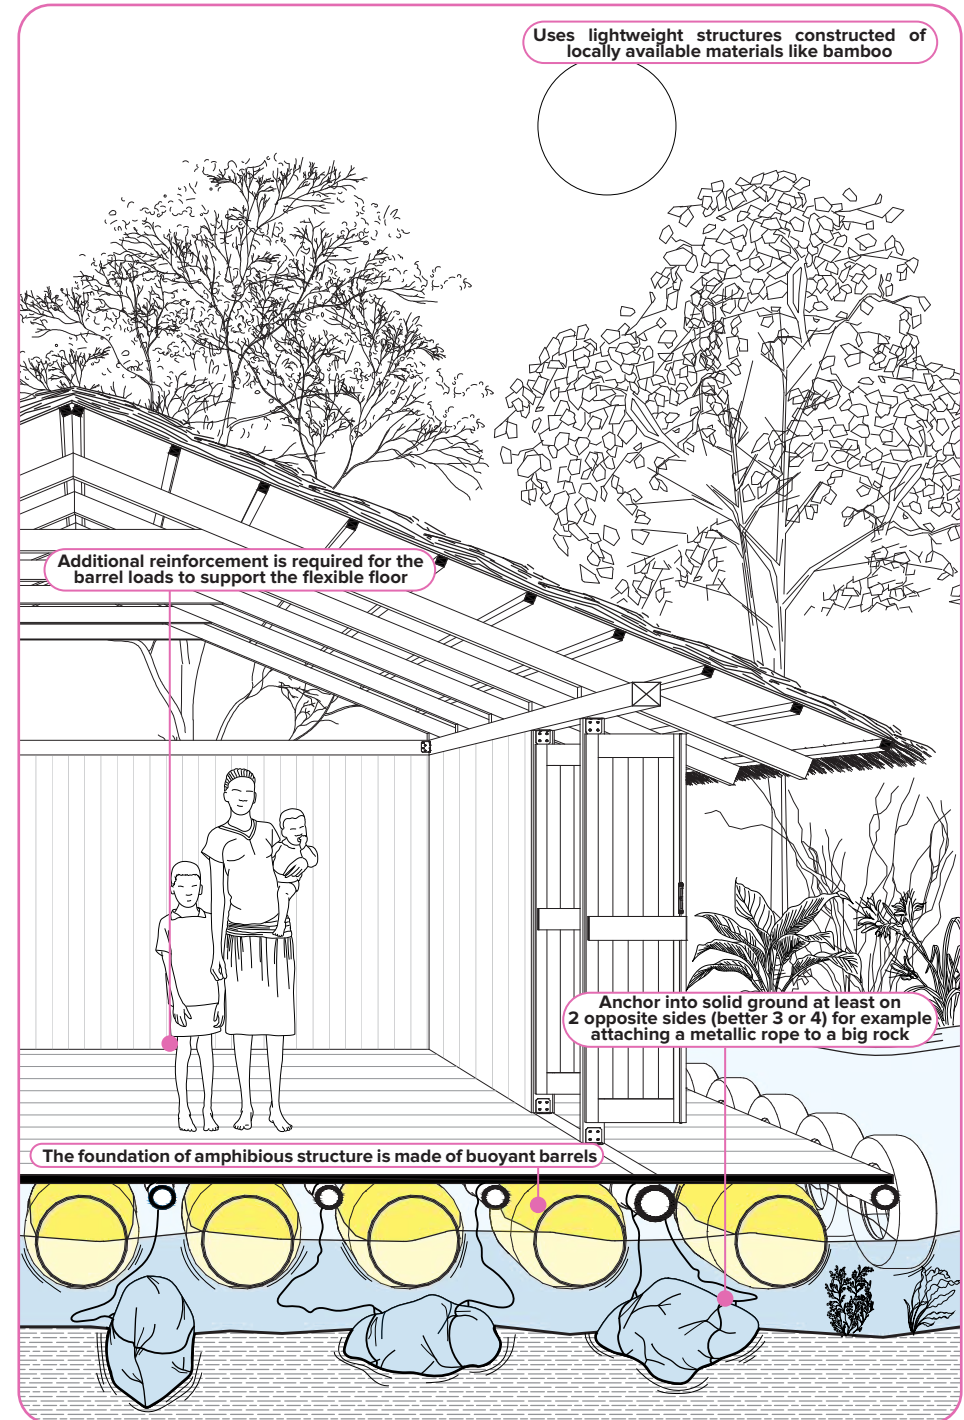 Uses lightweight structures constructed of
locally available materials like bamboo
Additional reinforcement is required for the
barrel loads to support the flexible floor
Anchor into solid ground at least on
2 opposite sides (better 3 or 4) for example
attaching a metallic rope to a big rock
The foundation of amphibious structure is made of buoyant barrels